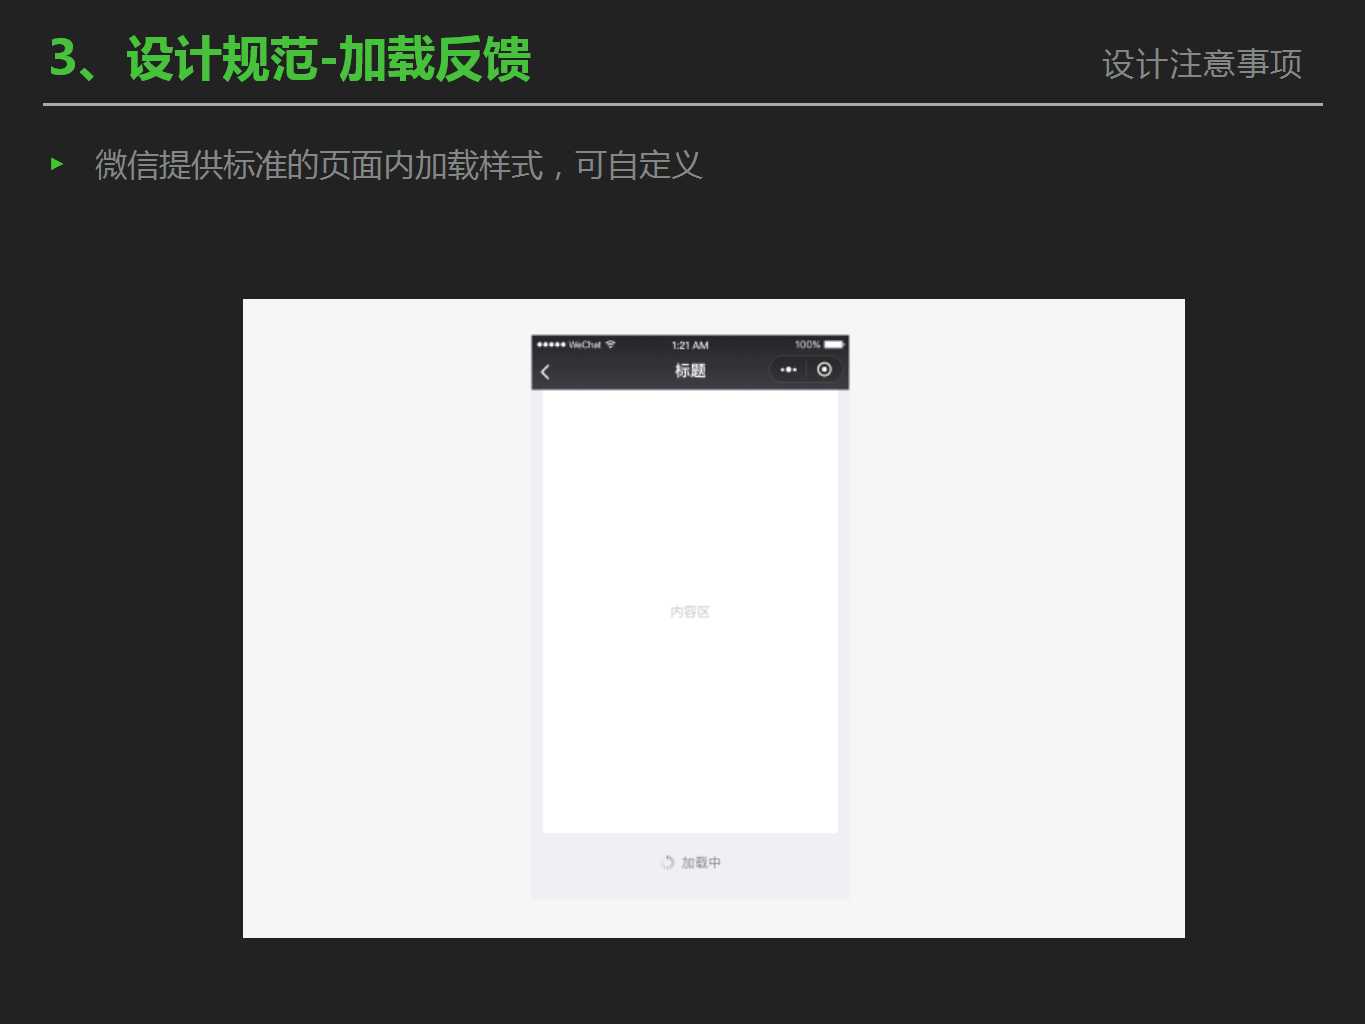 3、设计规范-加载反馈
设计注意事项
微信提供标准的页面内加载样式，可自定义
WeChat 1:21 AM 100%
标题
内容区
加载中